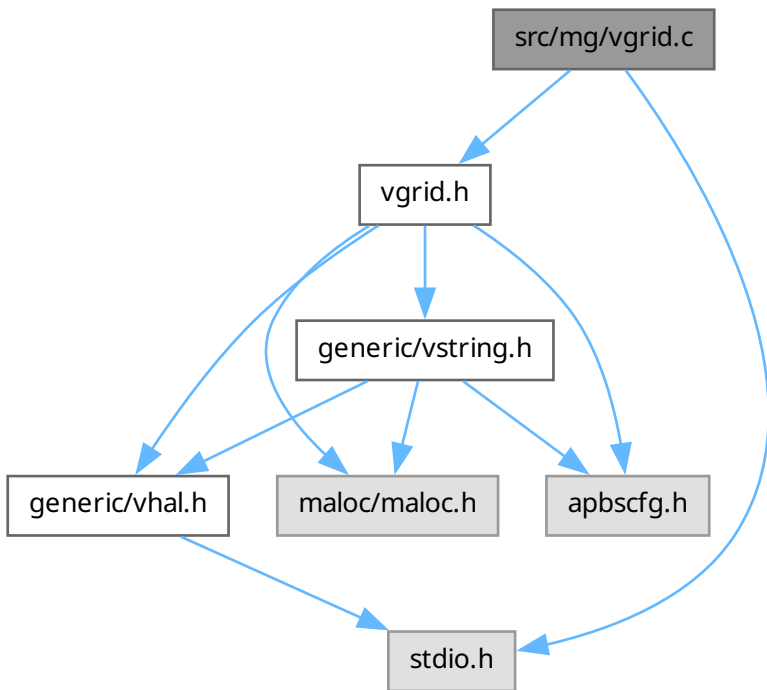 src/mg/vgrid.c
vgrid.h
generic/vstring.h
generic/vhal.h
maloc/maloc.h
apbscfg.h
stdio.h